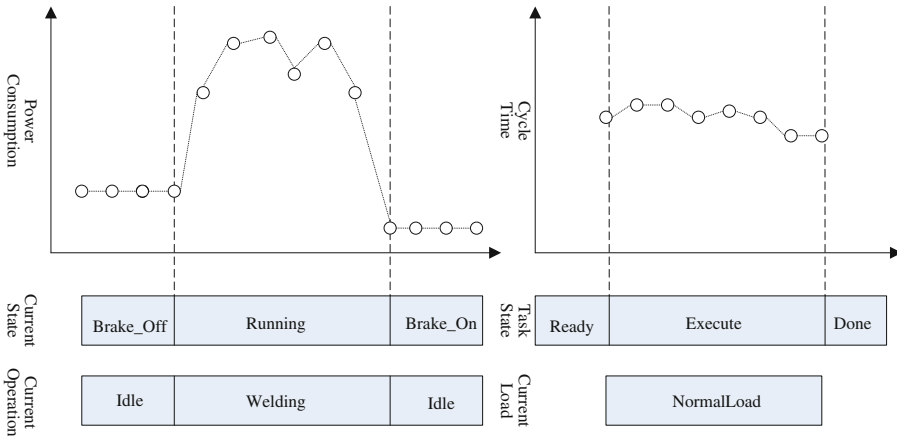 Power
Consumption
Cycle
Time
Current
State
Brake_Off
Running
Brake_On
Task
State
Ready
Execute
Done
Current
Operation
Idle
Welding
Idle
Current
Load
NormalLoad